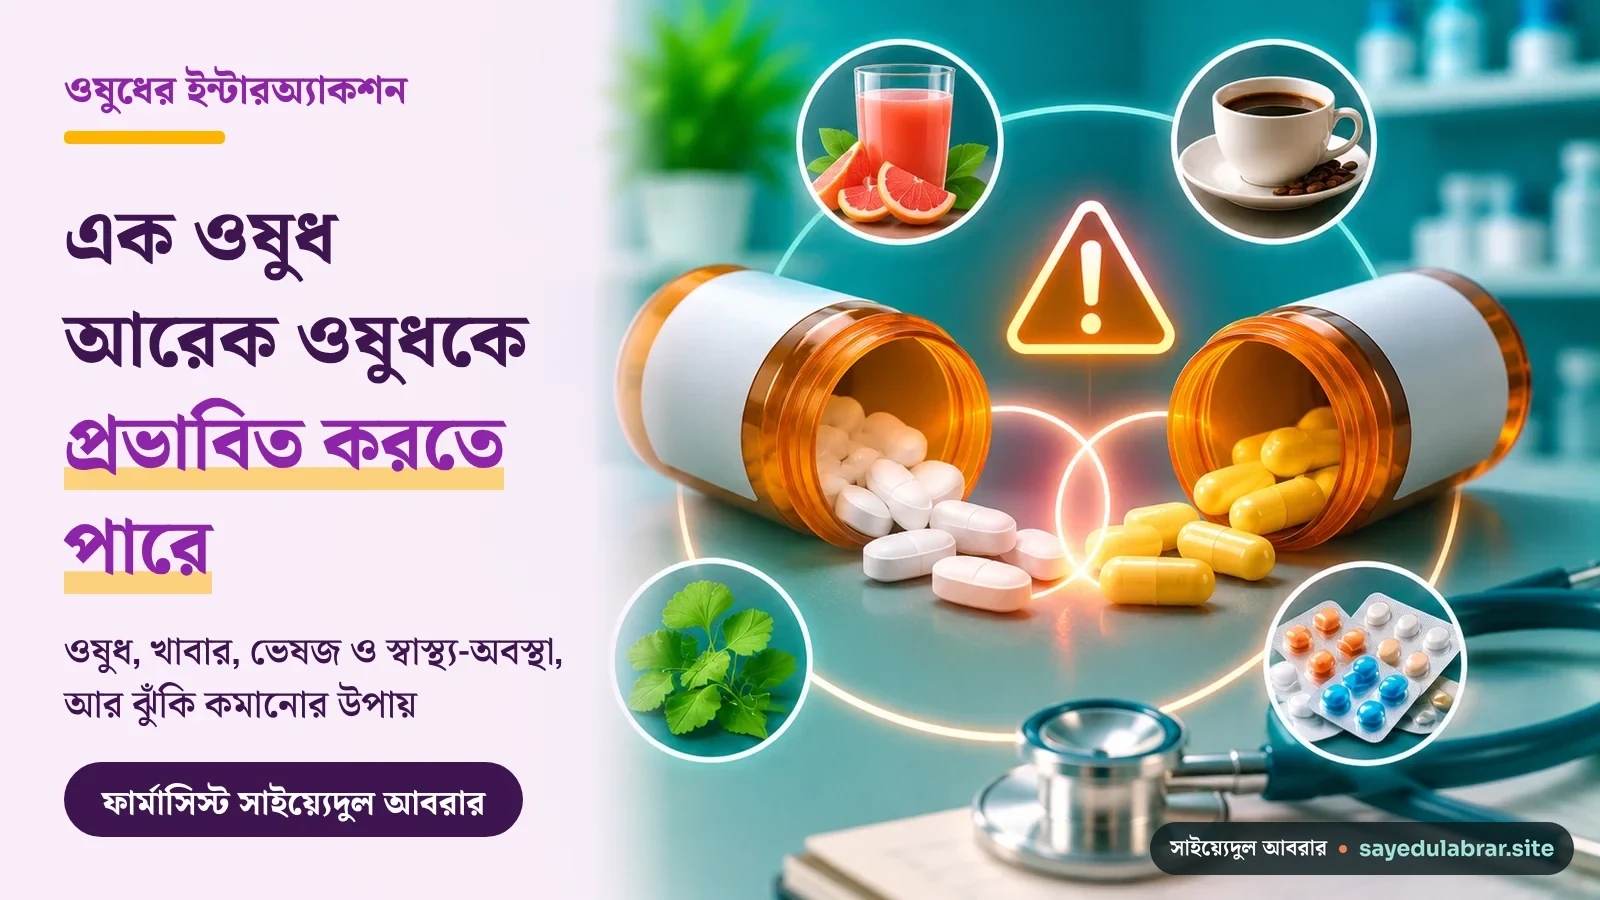 ওষুধের ইন্টারঅ্যাকশন
এক ওষুধ
আরেক ওষুধকে
প্রভাবিত করতে
পারে
ওষুধ, খাবার, ভেষজ ও স্বাস্থ্য-অবস্থা,
আর ঝুঁকি কমানোর উপায়
ফার্মাসিস্ট সাইয়্যেদুল আবরার
সাইয়্যেদুল আবরার • sayedulabrar.site